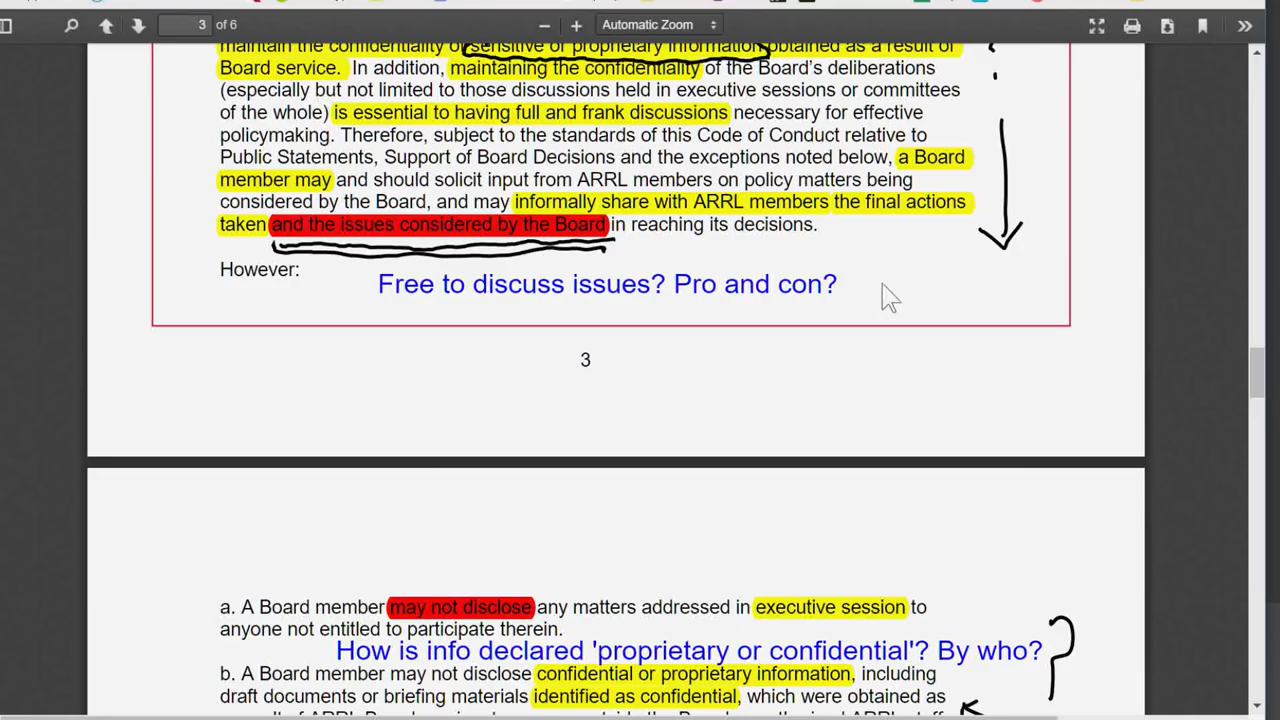 3 of 6
Automatic Zoom
maintain the confidentiality of sensitive or proprietary information obtained as a result of
Board service. In addition, maintaining the confidentiality of the Board's deliberations
(especially but not limited to those discussions held in executive sessions or committees
of the whole) is essential to having full and frank discussions necessary for effective
policymaking. Therefore, subject to the standards of this Code of Conduct relative to
Public Statements, Support of Board Decisions and the exceptions noted below, a Board
member may and should solicit input from ARRL members on policy matters being
considered by the Board, and may informally share with ARRL members the final actions
taken and the issues considered by the Board in reaching its decisions.
However:
Free to discuss issues? Pro and con?
3
a. A Board member may not disclose any matters addressed in executive session to
anyone not entitled to participate therein.
How is info declared 'proprietary or confidential'? By who?
?
b. A Board member may not disclose confidential or proprietary information, including
draft documents or briefing materials identified as confidential, which were obtained as